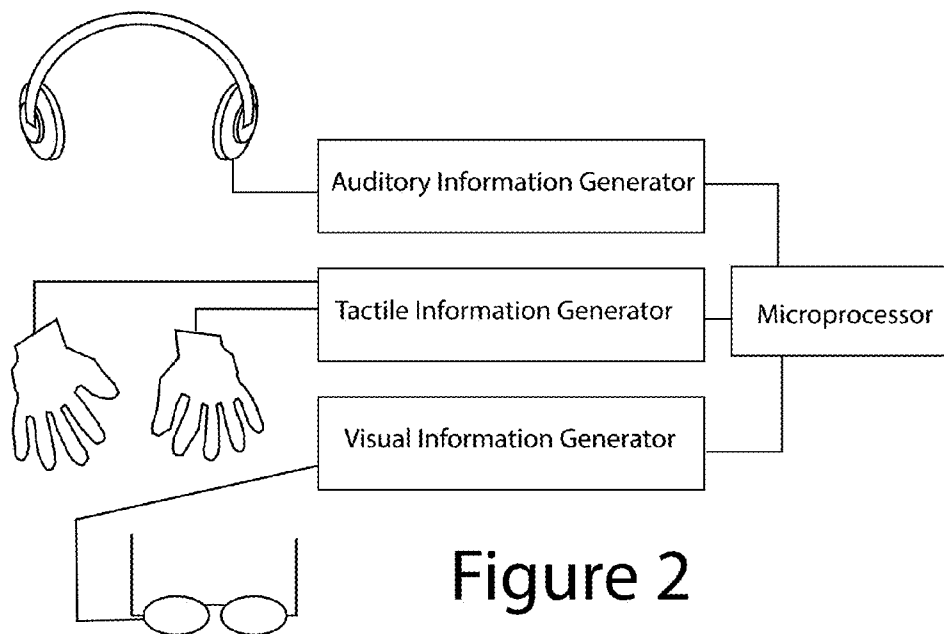 Auditory Information Generator
Tactile Information Generator
Microprocessor
Visual Information Generator
Figure 2